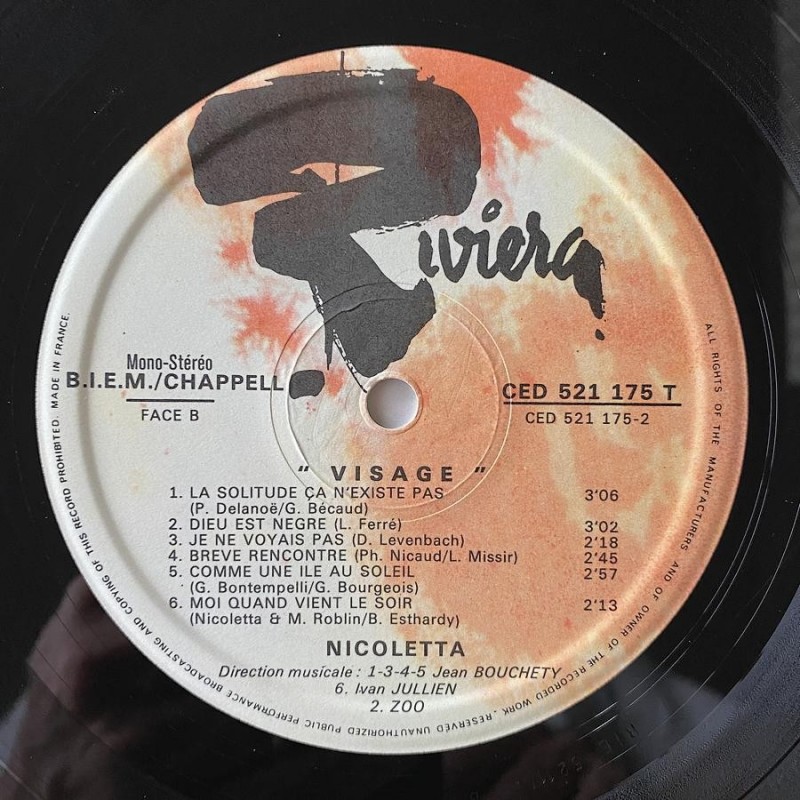 Riviera
Mono-Stéréo
B.I.E.M./CHAPPELL
FACE B
CED 521 175 T
CED 521 175-2
" VISAGE "
1. LA SOLITUDE ÇA N'EXISTE PAS 3'06
(P. Delanoë/G. Bécaud)
2. DIEU EST NEGRE (L. Ferré) 3'02
3. JE NE VOYAIS PAS (D. Levenbach) 2'18
4. BREVE RENCONTRE (Ph. Nicaud/L. Missir) 2'45
5. COMME UNE ILE AU SOLEIL 2'57
(G. Bontempelli/G. Bourgeois)
6. MOI QUAND VIENT LE SOIR 2'13
(Nicoletta & M. Roblin/B. Esthardy)
NICOLETTA
Direction musicale : 1-3-4-5 Jean BOUCHETY
6. Ivan JULLIEN
2. ZOO
ALL RIGHTS OF THE MANUFACTURERS AND OF OWNER OF THE RECORDED WORK_RESERVED UNAUTHORIZED PUBLIC PERFORMANCE BROADCASTING AND COPYING OF THIS RECORD PROHIBITED. MADE IN FRANCE.